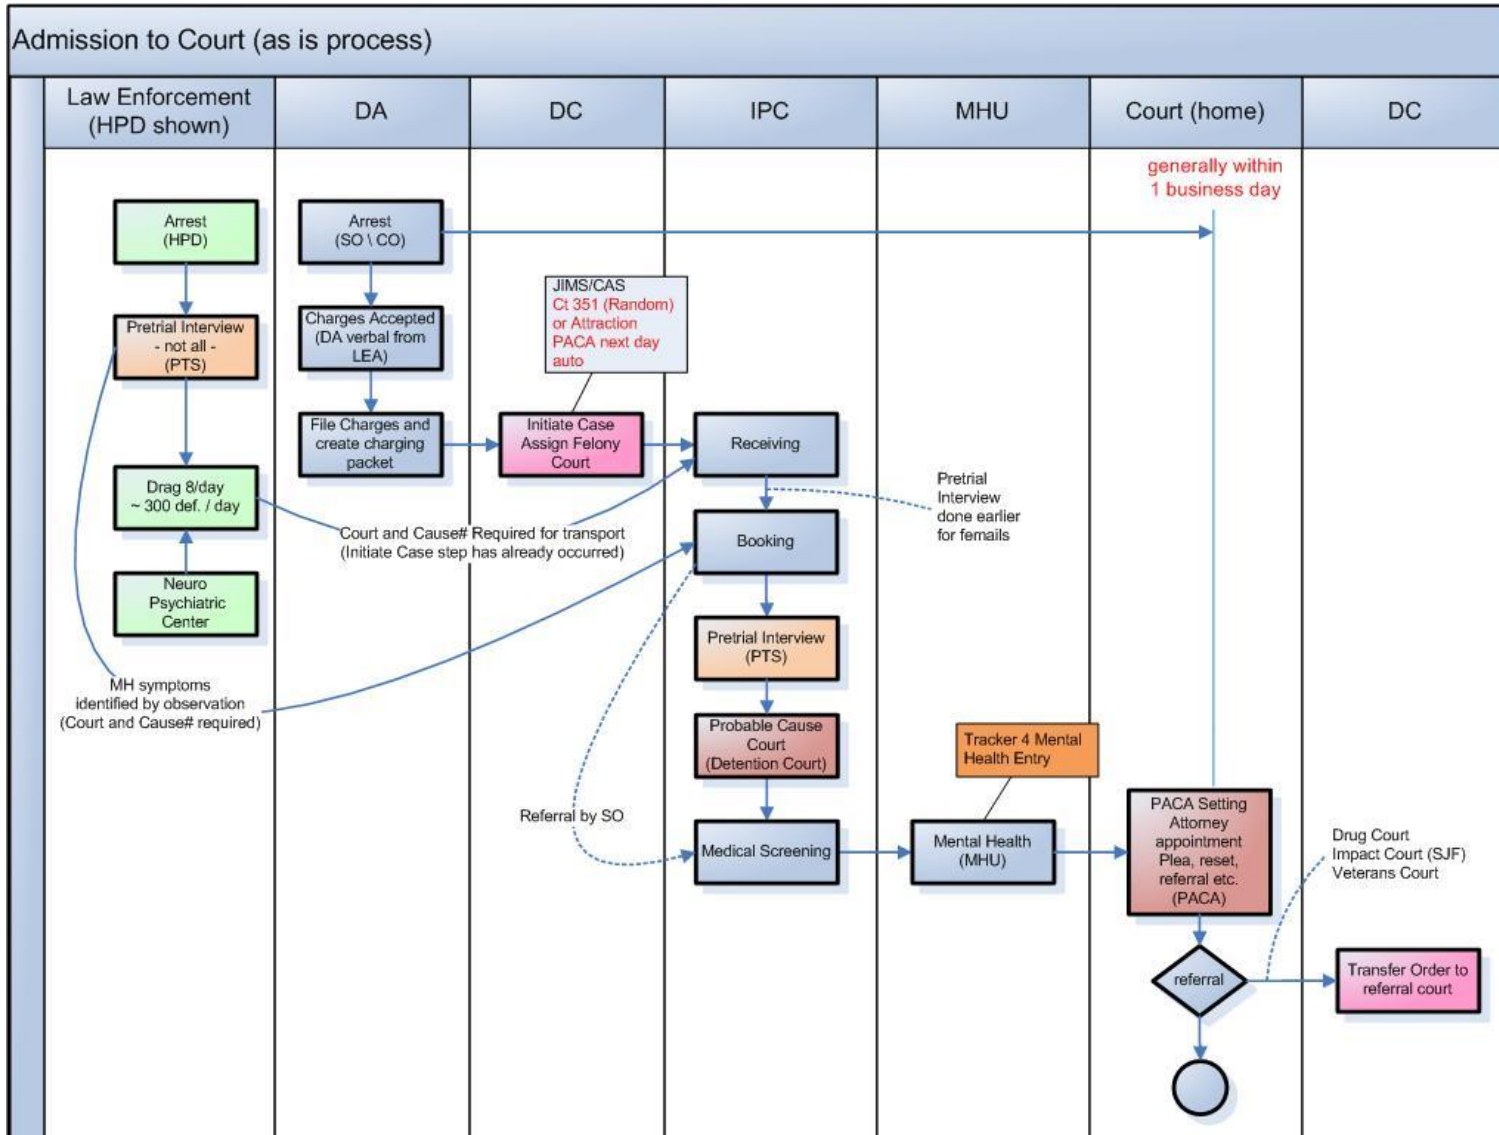 Admission to Court (as is process)
Law Enforcement
(HPD shown)
DA
DC
IPC
MHU
Court (home)
DC
generally within
1 business day
Arrest
(HPD)
Arrest
(SO \ CO)
JIMS/CAS
Ct 351 (Random)
or Attraction
PACA next day
auto
Pretrial Interview
- not all -
(PTS)
Charges Accepted
(DA verbal from
LEA)
File Charges and
create charging
packet
Initiate Case
Assign Felony
Court
Receiving
Drag 8/day
~ 300 def. / day
Court and Cause# Required for transport
(Initiate Case step has already occurred)
Pretrial
Interview
done earlier
for femails
Booking
Neuro
Psychiatric
Center
Pretrial Interview
(PTS)
MH symptoms
identified by observation
(Court and Cause# required)
Probable Cause
Court
(Detention Court)
Tracker 4 Mental
Health Entry
Referral by SO
Medical Screening
Mental Health
(MHU)
PACA Setting
Attorney
appointment
Plea, reset,
referral etc.
(PACA)
Drug Court
Impact Court (SJF)
Veterans Court
referral
Transfer Order to
referral court